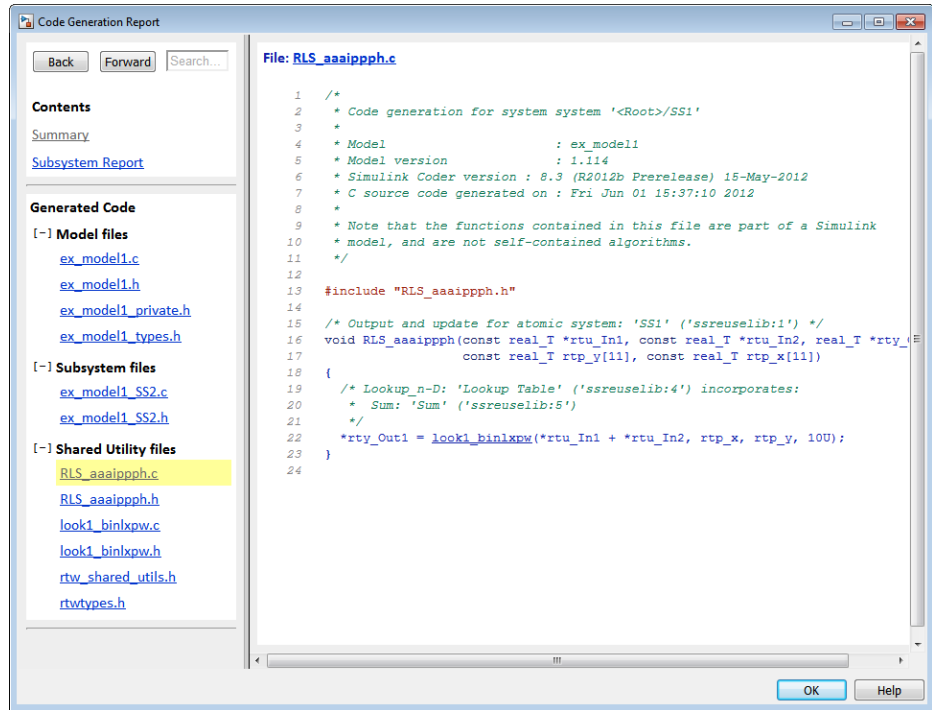 Code Generation Report
Back Forward Search...
Contents
Summary
Subsystem Report
Generated Code
[-] Model files
ex_model1.c
ex_model1.h
ex_model1_private.h
ex_model1_types.h
[-] Subsystem files
ex_model1_SS2.c
ex_model1_SS2.h
[-] Shared Utility files
RLS_aaaippph.c
RLS_aaaippph.h
look1_binlxpw.c
look1_binlxpw.h
rtw_shared_utils.h
rtwtypes.h
File: RLS_aaaippph.c
1 /*
2 * Code generation for system system '<Root>/SS1'
3 *
4 * Model : ex_model1
5 * Model version : 1.114
6 * Simulink Coder version : 8.3 (R2012b Prerelease) 15-May-2012
7 * C source code generated on : Fri Jun 01 15:37:10 2012
8 *
9 * Note that the functions contained in this file are part of a Simulink
10 * model, and are not self-contained algorithms.
11 */
12
13 #include "RLS_aaaippph.h"
14
15 /* Output and update for atomic system: 'SS1' ('ssreuselib:1') */
16 void RLS_aaaippph(const real_T *rtu_In1, const real_T *rtu_In2, real_T *rty_
17 const real_T rtp_y[11], const real_T rtp_x[11])
18 {
19 /* Lookup_n-D: 'Lookup Table' ('ssreuselib:4') incorporates:
20 * Sum: 'Sum' ('ssreuselib:5')
21 */
22 *rty_Out1 = look1_binlxpw(*rtu_In1 + *rtu_In2, rtp_x, rtp_y, 10U);
23 }
24
OK Help